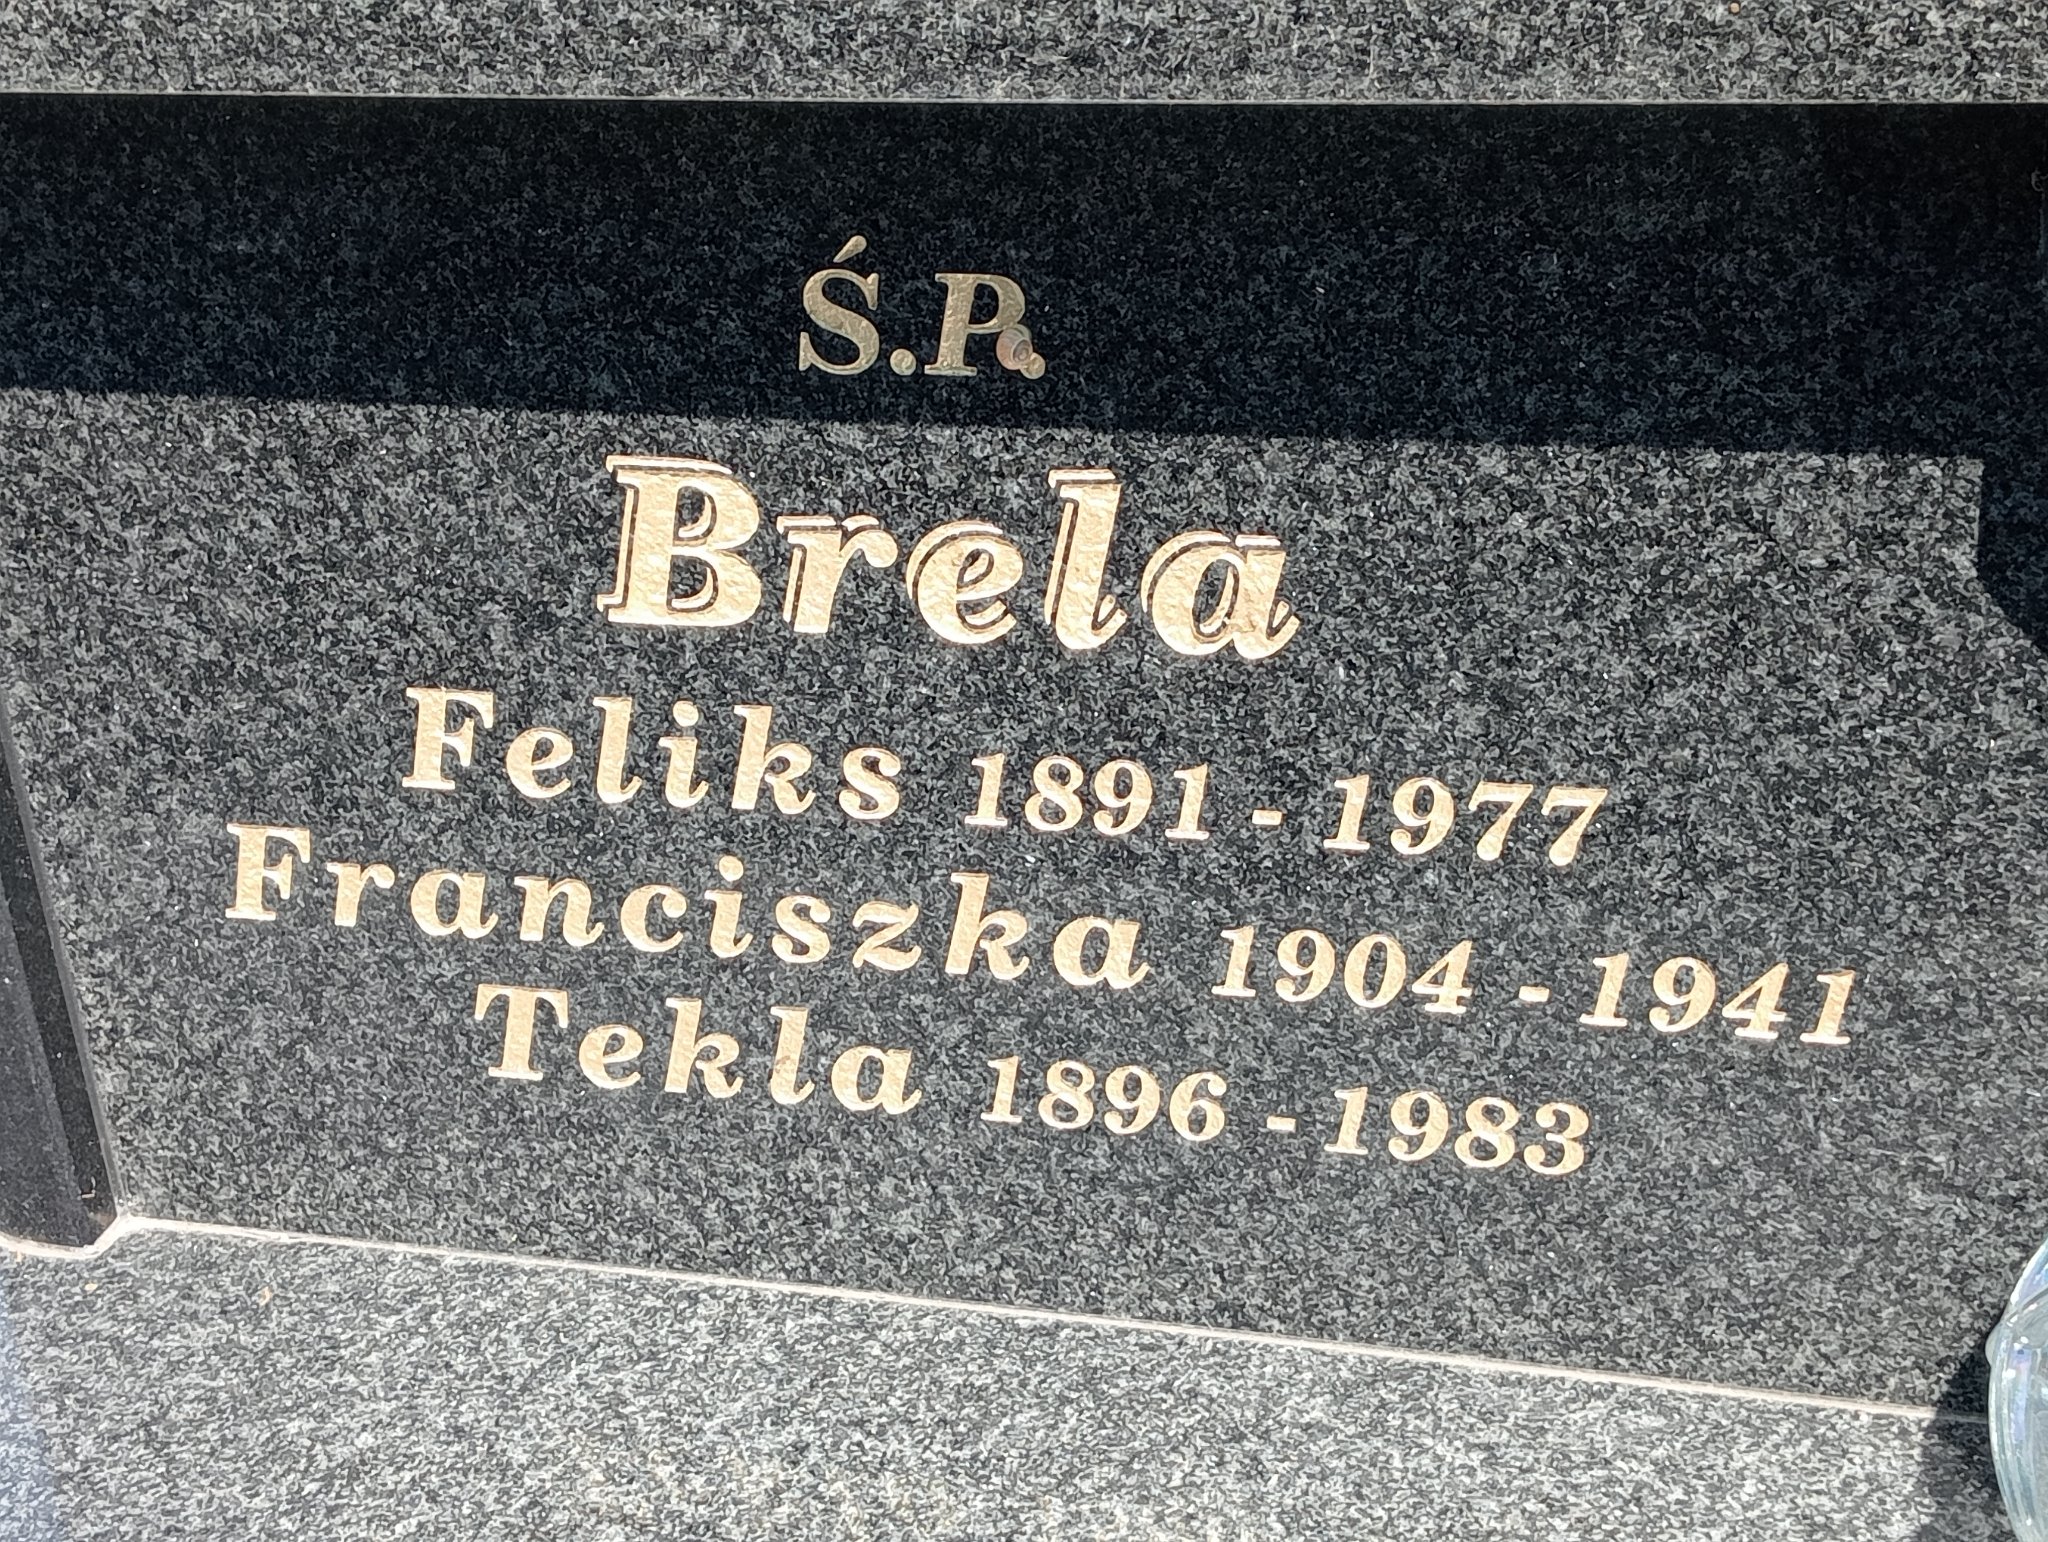 Ś.P.
Brela
Feliks 1891 - 1977
Franciszka 1904 - 1941
Tekla 1896 - 1983